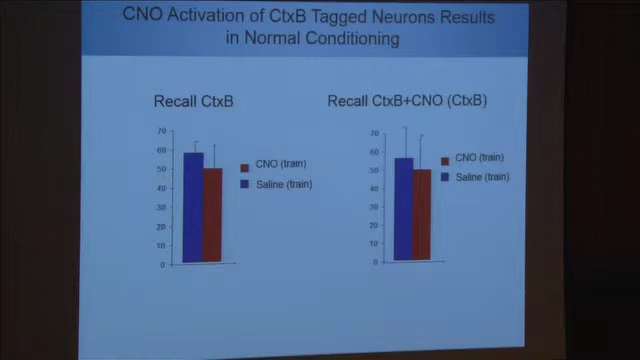 CNO Activation of CtxB Tagged Neurons Results
in Normal Conditioning
Recall CtxB
70
60
50
40
30
20
10
0
CNO (train)
Saline (train)
Recall CtxB+CNO (CtxB)
70
60
50
40
30
20
10
0
CNO (train)
Saline (train)